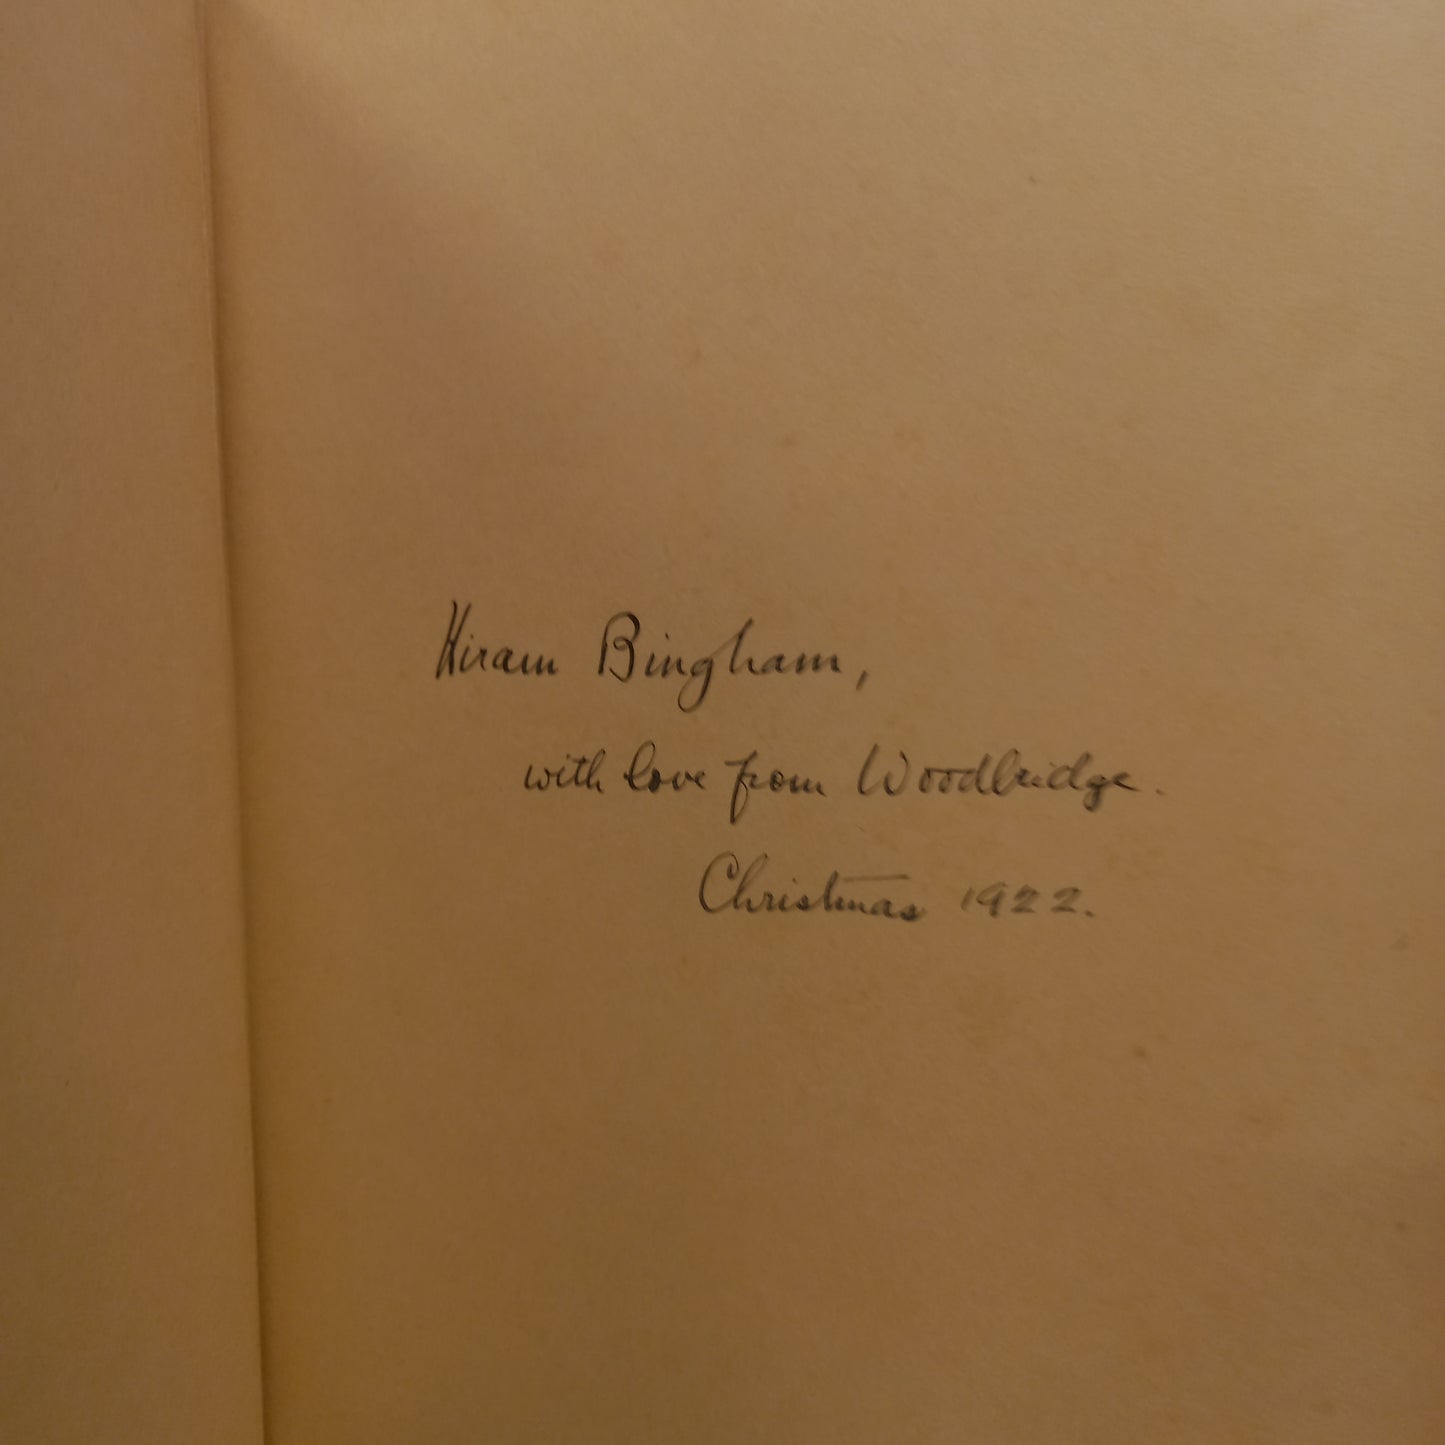 Hiram Bingham,
with love from Woodbridge.
Christmas 1922.